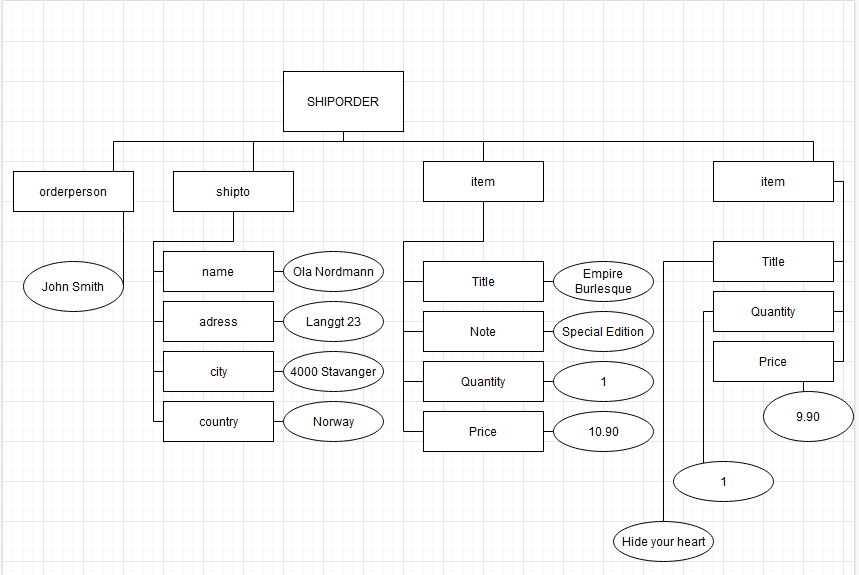 SHIPORDER
orderperson
shipto
item
item
John Smith
name
Ola Nordmann
adress
Langgt 23
city
4000 Stavanger
country
Norway
Title
Empire
Burlesque
Note
Special Edition
Quantity
1
Price
10.90
Title
Quantity
Price
9.90
1
Hide your heart